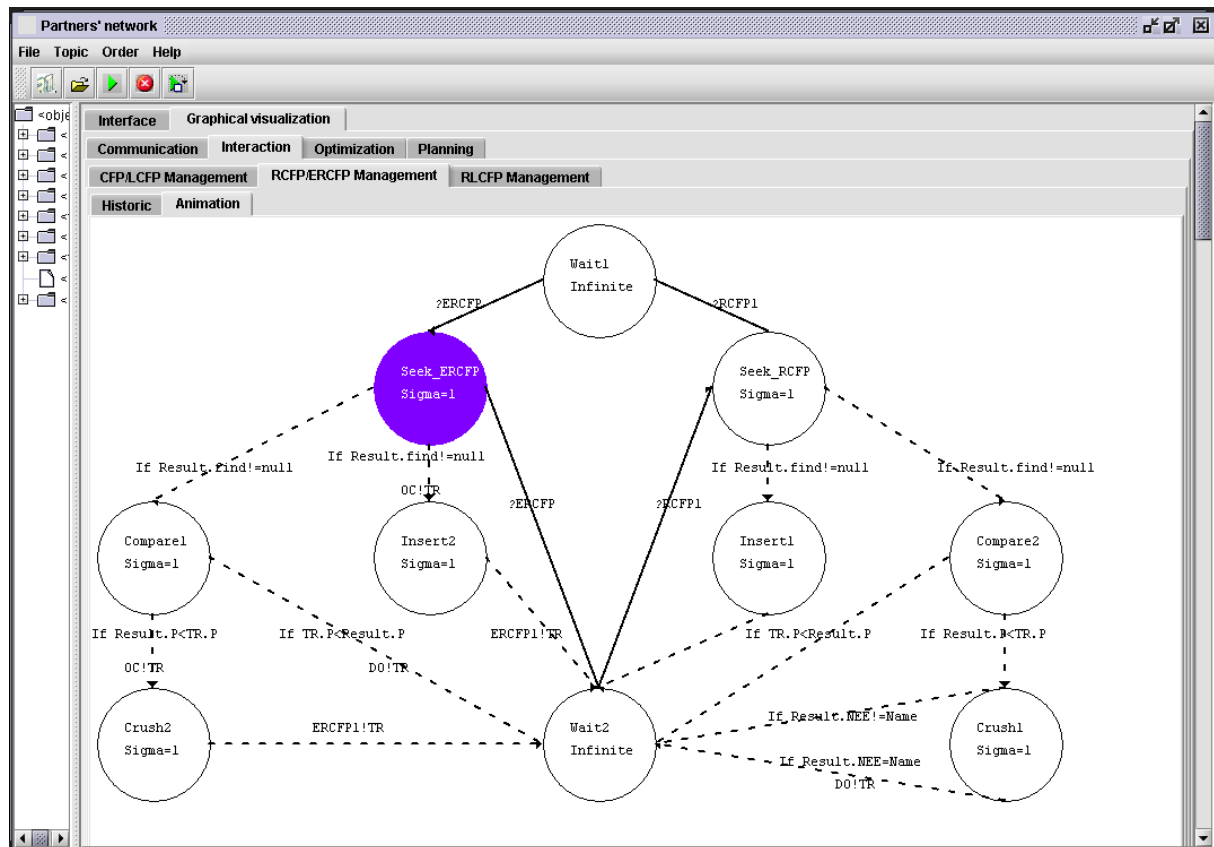 Partners' network
File Topic Order Help
<obje
<
<
<
<
<
<
<
<
<
Interface Graphical visualization
Communication Interaction Optimization Planning
CFP/LCFP Management RCFP/ERCFP Management RLCFP Management
Historic Animation
Wait1
Infinite
?ERCFP ?RCFP1
Seek_ERCFP Seek_RCFP
Sigma=1 Sigma=1
If Result.find!=null If Result.find!=null If Result.find!=null If Result.find!=null
OC!TR ?ERCFP ?RCFP1
Compare1 Insert2 Insert1 Compare2
Sigma=1 Sigma=1 Sigma=1 Sigma=1
If Result.P<TR.P If TR.P<Result.P ERCFP1!TR If TR.P<Result.P If Result.P<TR.P
OC!TR DO!TR
Crush2 ERCFP1!TR Wait2 If Result.NEE!=Name Crush1
Sigma=1 Infinite If Result.NEE=Name Sigma=1
DO!TR